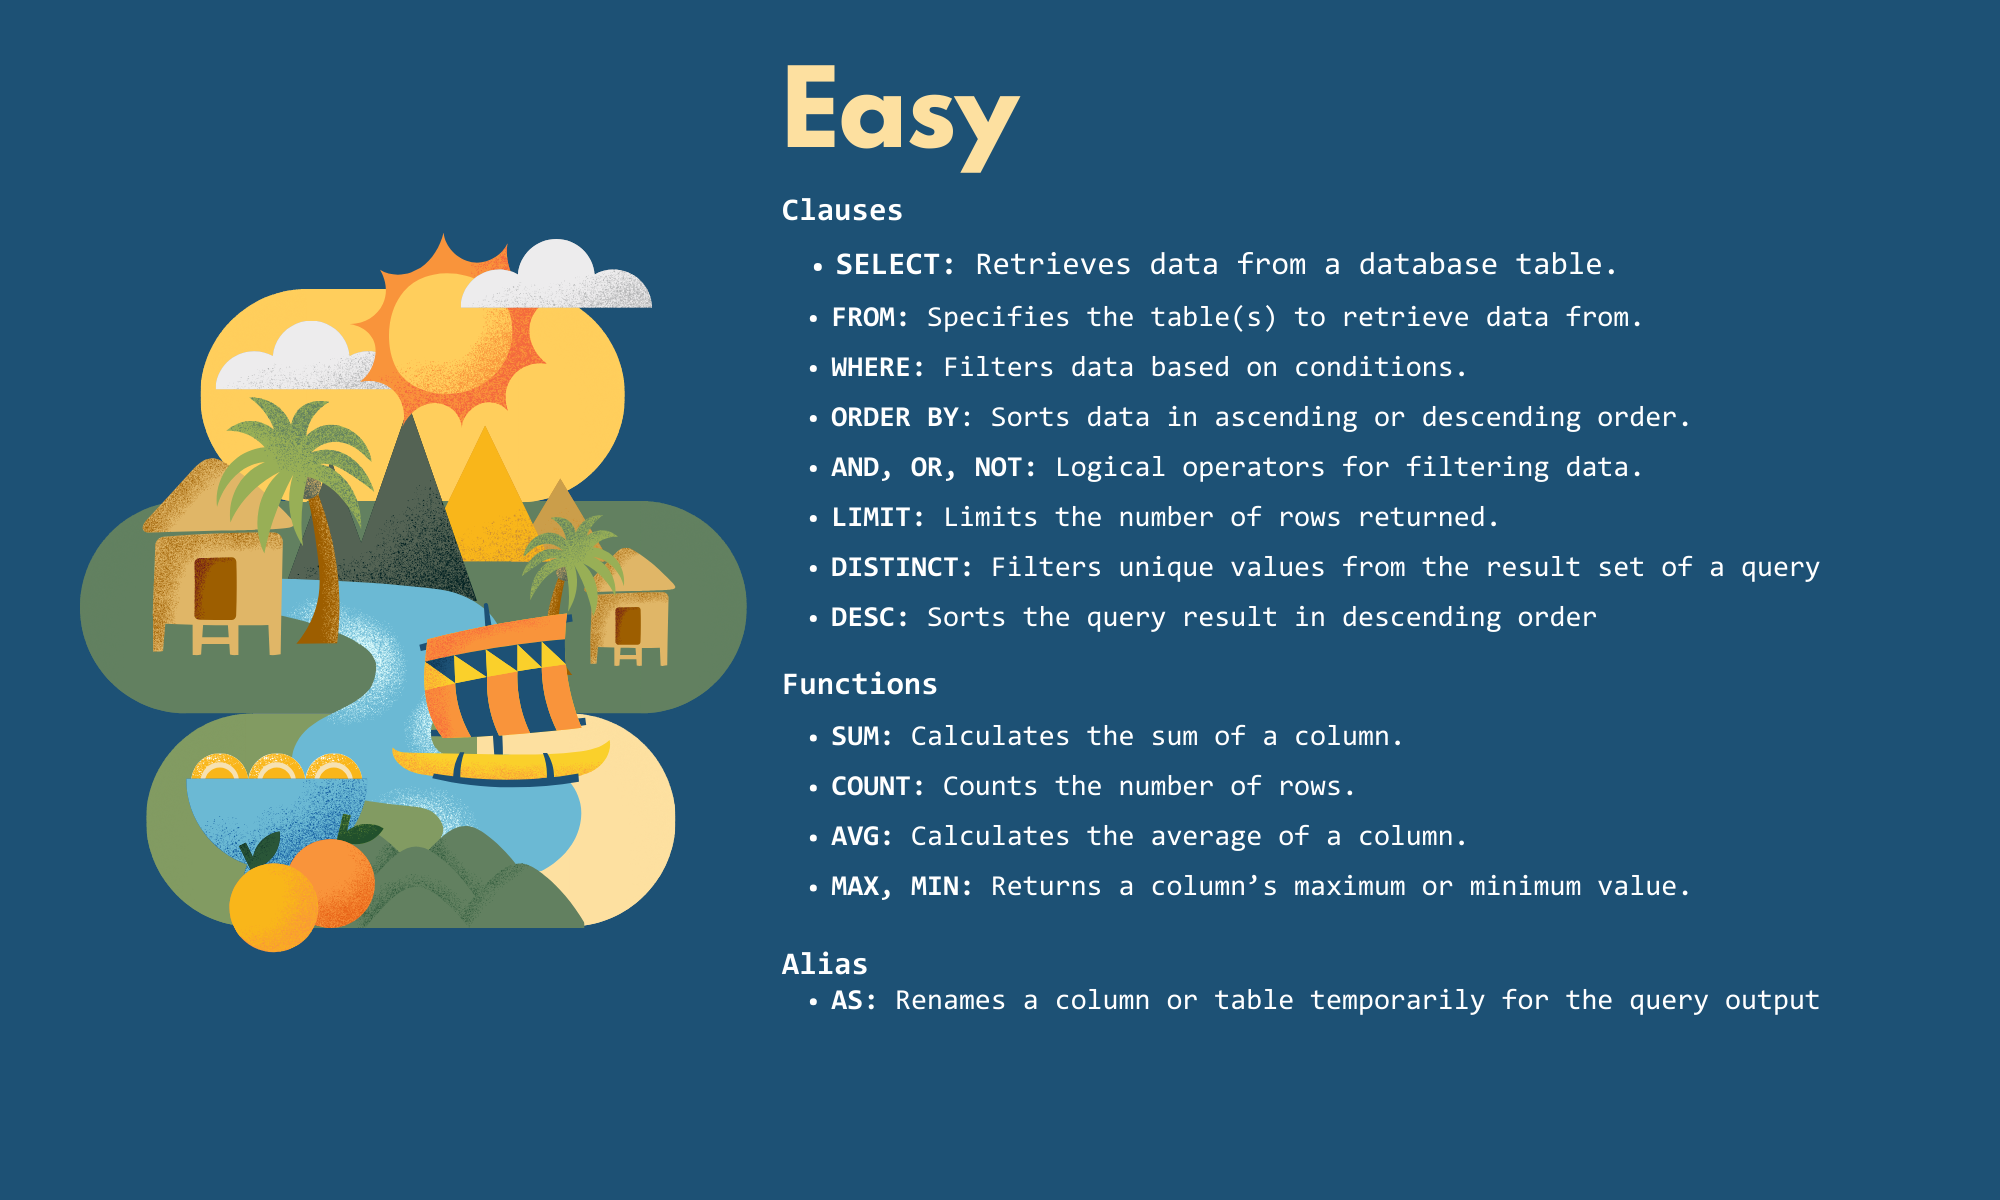 Easy
Clauses
• SELECT: Retrieves data from a database table.
• FROM: Specifies the table(s) to retrieve data from.
• WHERE: Filters data based on conditions.
• ORDER BY: Sorts data in ascending or descending order.
• AND, OR, NOT: Logical operators for filtering data.
• LIMIT: Limits the number of rows returned.
• DISTINCT: Filters unique values from the result set of a query
• DESC: Sorts the query result in descending order
Functions
• SUM: Calculates the sum of a column.
• COUNT: Counts the number of rows.
• AVG: Calculates the average of a column.
• MAX, MIN: Returns a column’s maximum or minimum value.
Alias
• AS: Renames a column or table temporarily for the query output